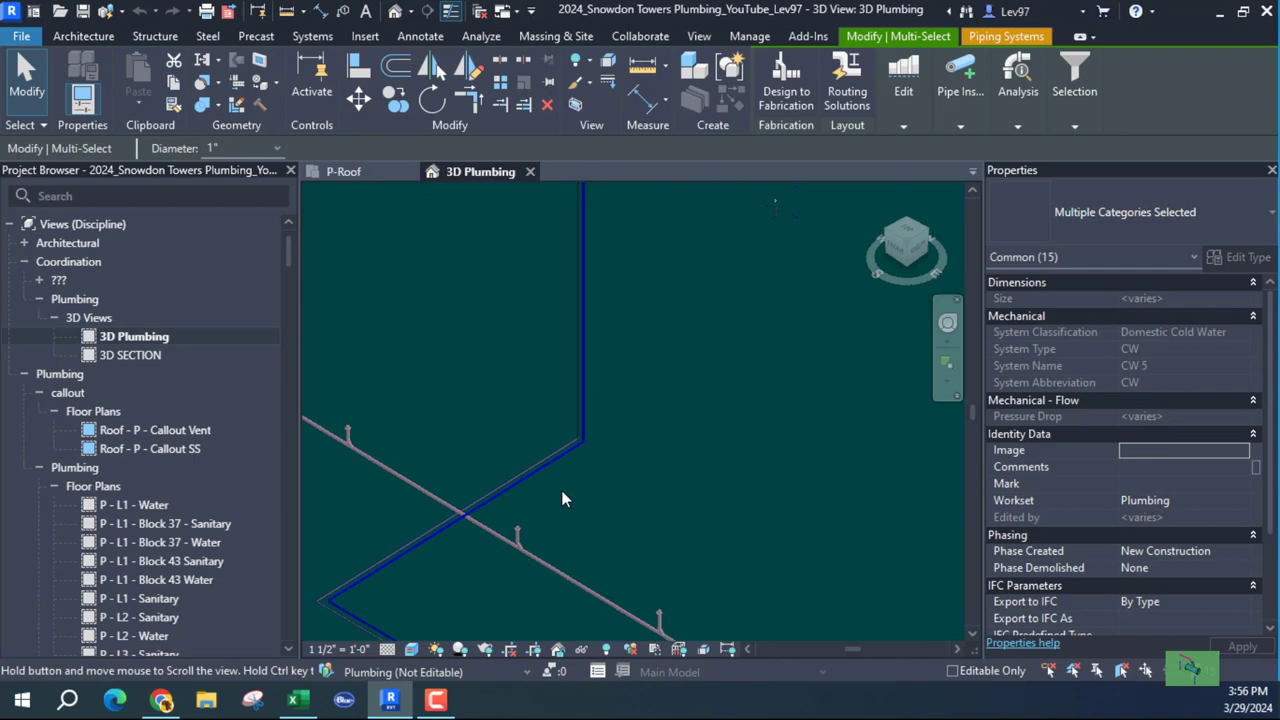 2024_Snowdon Towers Plumbing_YouTube_Lev97 - 3D View: 3D Plumbing
Lev97
File Architecture Structure Steel Precast Systems Insert Annotate Analyze Massing & Site Collaborate View Manage Add-Ins Modify | Multi-Select Piping Systems
Modify Paste Activate Design to Fabrication Routing Solutions Edit Pipe Ins... Analysis Selection
Select Properties Clipboard Geometry Controls Modify View Measure Create Fabrication Layout
Modify | Multi-Select Diameter: 1"
Project Browser - 2024_Snowdon Towers Plumbing_Yo...
P-Roof
3D Plumbing
Properties
Search
Views (Discipline)
Architectural
Coordination
???
Plumbing
3D Views
3D Plumbing
3D SECTION
Plumbing
callout
Floor Plans
Roof - P - Callout Vent
Roof - P - Callout SS
Plumbing
Floor Plans
P - L1 - Water
P - L1 - Block 37 - Sanitary
P - L1 - Block 37 - Water
P - L1 - Block 43 Sanitary
P - L1 - Block 43 Water
P - L1 - Sanitary
P - L2 - Sanitary
P - L2 - Water
P - L3 - Sanitary
Multiple Categories Selected
Common (15) Edit Type
Dimensions
Size <varies>
Mechanical
System Classification Domestic Cold Water
System Type CW
System Name CW 5
System Abbreviation CW
Mechanical - Flow
Pressure Drop <varies>
Identity Data
Image
Comments
Mark
Workset Plumbing
Edited by <varies>
Phasing
Phase Created New Construction
Phase Demolished None
IFC Parameters
Export to IFC By Type
Export to IFC As
IFC Predefined Type
Properties help Apply
1 1/2" = 1'-0"
Hold button and move mouse to Scroll the view. Hold Ctrl key t
Plumbing (Not Editable) :0 Main Model Editable Only
3:56 PM
3/29/2024